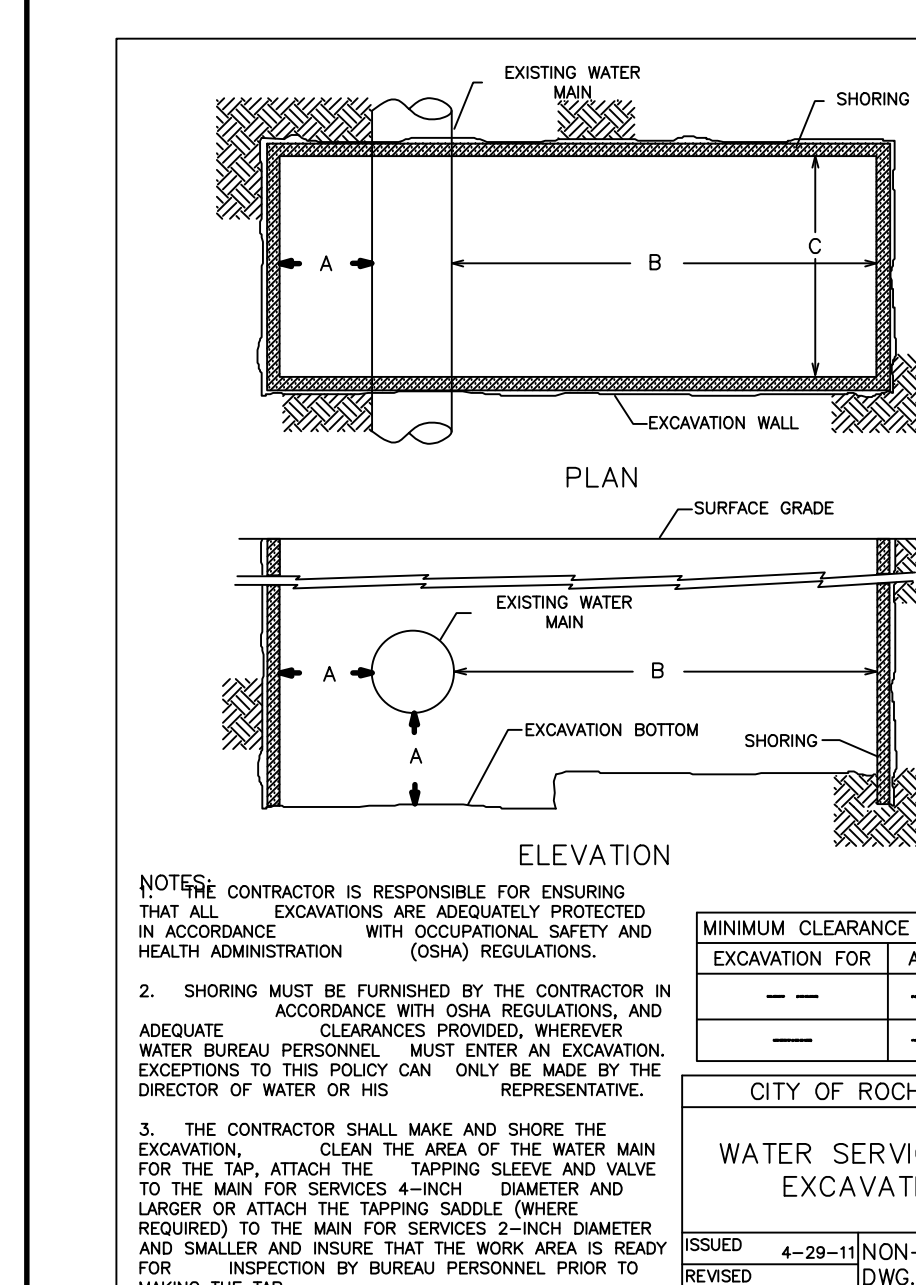 EXISTING WATER
MAIN
SHORING
A
B
C
EXCAVATION WALL
PLAN
SURFACE GRADE
EXISTING WATER
MAIN
A
B
A
EXCAVATION BOTTOM
SHORING
ELEVATION
NOTES:
1. THE CONTRACTOR IS RESPONSIBLE FOR ENSURING
THAT ALL EXCAVATIONS ARE ADEQUATELY PROTECTED
IN ACCORDANCE WITH OCCUPATIONAL SAFETY AND
HEALTH ADMINISTRATION (OSHA) REGULATIONS.
2. SHORING MUST BE FURNISHED BY THE CONTRACTOR IN
ACCORDANCE WITH OSHA REGULATIONS, AND
ADEQUATE CLEARANCES PROVIDED, WHEREVER
WATER BUREAU PERSONNEL MUST ENTER AN EXCAVATION.
EXCEPTIONS TO THIS POLICY CAN ONLY BE MADE BY THE
DIRECTOR OF WATER OR HIS REPRESENTATIVE.
3. THE CONTRACTOR SHALL MAKE AND SHORE THE
EXCAVATION, CLEAN THE AREA OF THE WATER MAIN
FOR THE TAP, ATTACH THE TAPPING SLEEVE AND VALVE
TO THE MAIN FOR SERVICES 4-INCH DIAMETER AND
LARGER OR ATTACH THE TAPPING SADDLE (WHERE
REQUIRED) TO THE MAIN FOR SERVICES 2-INCH DIAMETER
AND SMALLER AND INSURE THAT THE WORK AREA IS READY
FOR INSPECTION BY BUREAU PERSONNEL PRIOR TO
MAKING THE TAP
MINIMUM CLEARANCE
EXCAVATION FOR A
CITY OF ROCH
WATER SERVI
EXCAVAT
ISSUED 4-29-11 NON-
REVISED DWG.